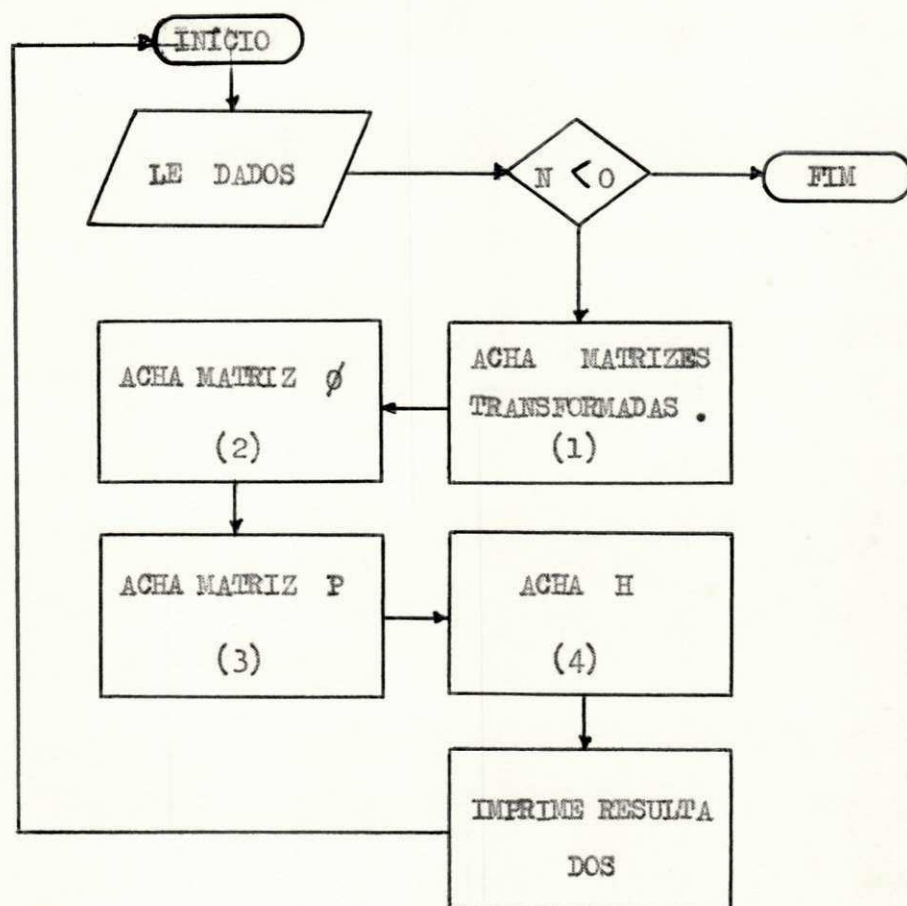 INÍCIO
LE DADOS
N < 0
FIM
ACHA MATRIZES
TRANSFORMADAS.
(1)
ACHA MATRIZ ø
(2)
ACHA MATRIZ P
(3)
ACHA H
(4)
IMPRIME RESULTA
DOS